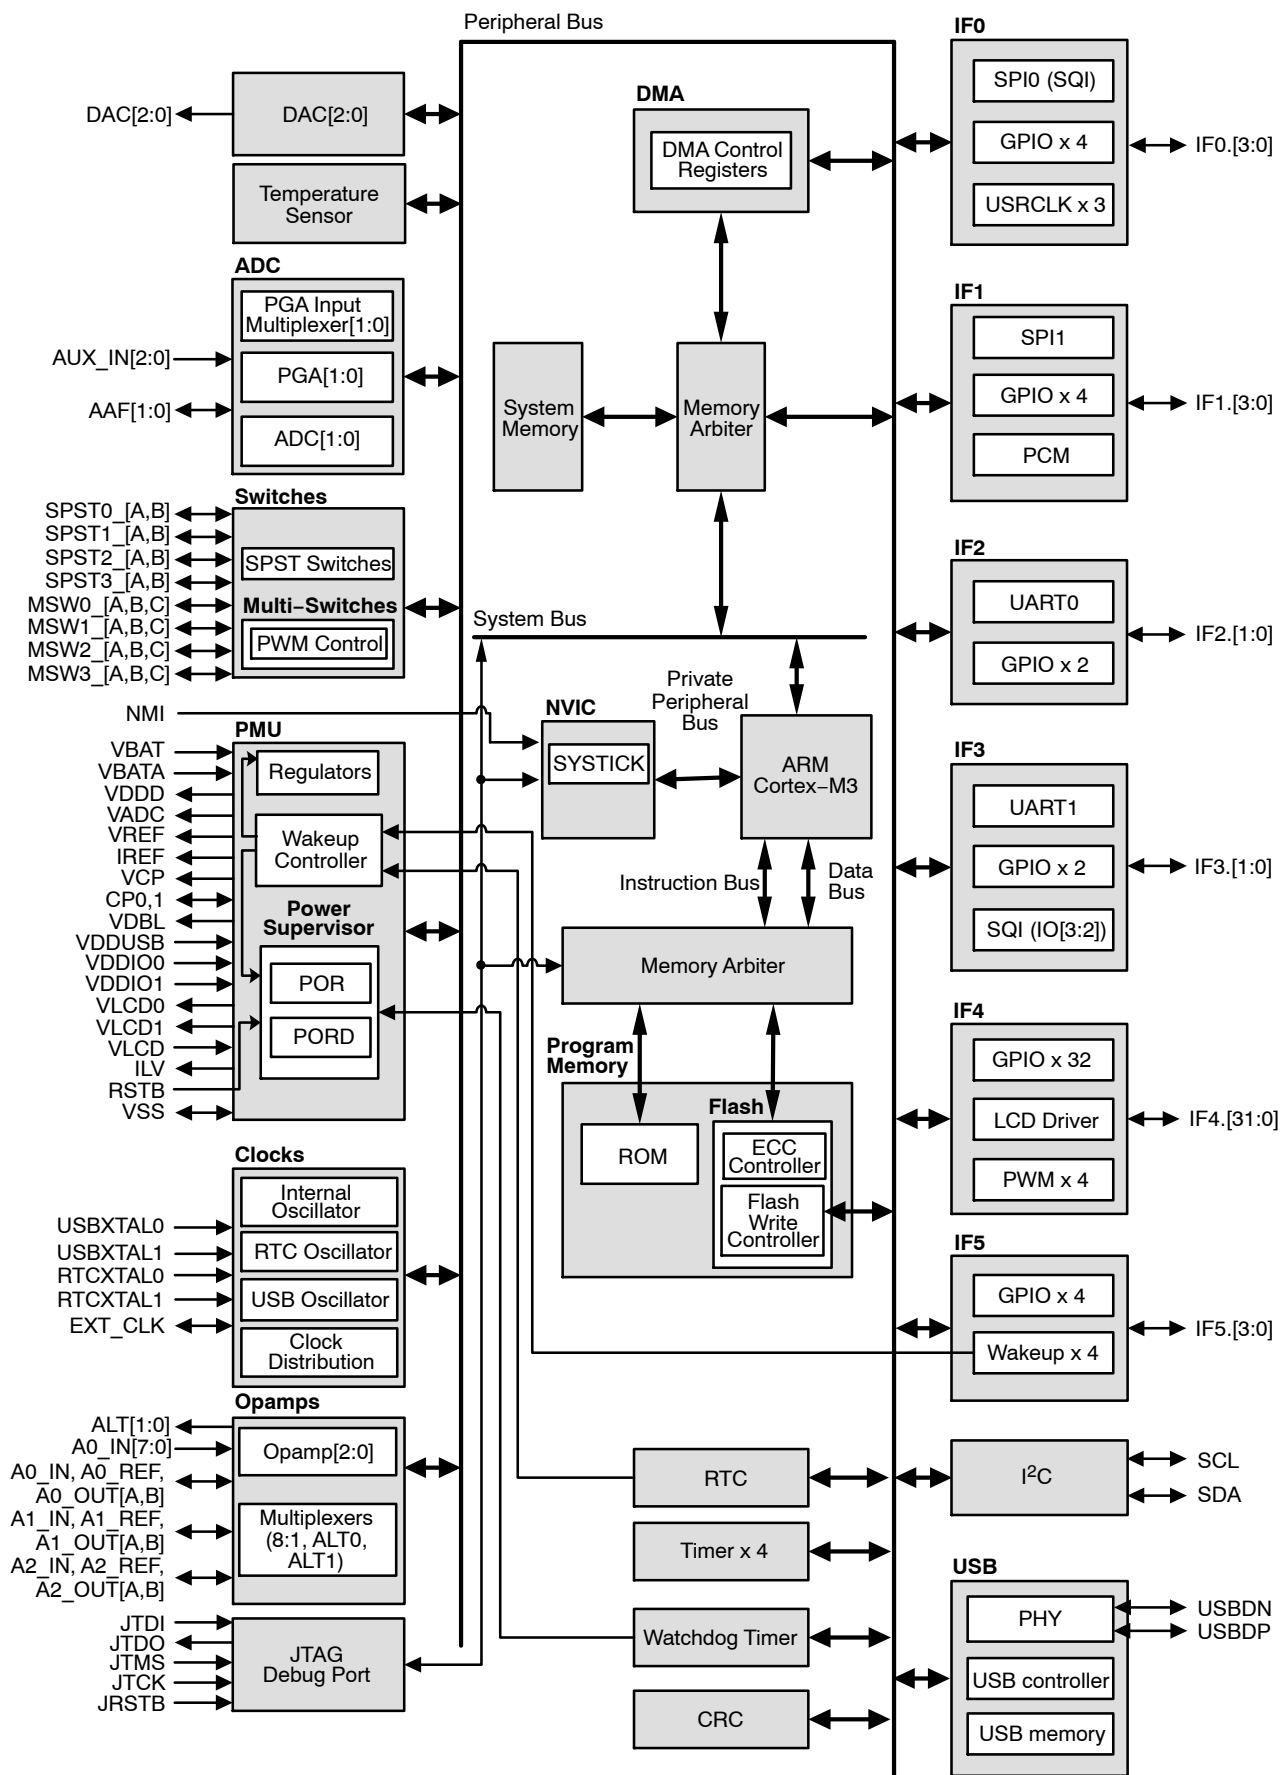 Peripheral Bus
DAC[2:0]
DAC[2:0]
Temperature
Sensor
ADC
PGA Input
Multiplexer[1:0]
PGA[1:0]
ADC[1:0]
AUX_IN[2:0]
AAF[1:0]
Switches
SPST0_[A,B]
SPST1_[A,B]
SPST2_[A,B]
SPST3_[A,B]
MSW0_[A,B,C]
MSW1_[A,B,C]
MSW2_[A,B,C]
MSW3_[A,B,C]
SPST Switches
Multi−Switches
PWM Control
NMI
PMU
VBAT
VBATA
VDDD
VADC
VREF
IREF
VCP
CP0,1
VDBL
VDDUSB
VDDIO0
VDDIO1
VLCD0
VLCD1
VLCD
ILV
RSTB
VSS
Regulators
Wakeup
Controller
Power
Supervisor
POR
PORD
Clocks
Internal
Oscillator
RTC Oscillator
USB Oscillator
Clock
Distribution
USBXTAL0
USBXTAL1
RTCXTAL0
RTCXTAL1
EXT_CLK
Opamps
ALT[1:0]
A0_IN[7:0]
A0_IN, A0_REF,
A0_OUT[A,B]
A1_IN, A1_REF,
A1_OUT[A,B]
A2_IN, A2_REF,
A2_OUT[A,B]
Opamp[2:0]
Multiplexers
(8:1, ALT0,
ALT1)
JTDI
JTDO
JTMS
JTCK
JRSTB
JTAG
Debug Port
DMA
DMA Control
Registers
System
Memory
Memory
Arbiter
System Bus
Private
Peripheral
Bus
NVIC
SYSTICK
ARM
Cortex−M3
Instruction Bus
Data
Bus
Memory Arbiter
Program
Memory
ROM
Flash
ECC
Controller
Flash
Write
Controller
RTC
Timer x 4
Watchdog Timer
CRC
IF0
SPI0 (SQI)
GPIO x 4
USRCLK x 3
IF0.[3:0]
IF1
SPI1
GPIO x 4
PCM
IF1.[3:0]
IF2
UART0
GPIO x 2
IF2.[1:0]
IF3
UART1
GPIO x 2
SQI (IO[3:2])
IF3.[1:0]
IF4
GPIO x 32
LCD Driver
PWM x 4
IF4.[31:0]
IF5
GPIO x 4
Wakeup x 4
IF5.[3:0]
I²C
SCL
SDA
USB
PHY
USB controller
USB memory
USBDN
USBDP